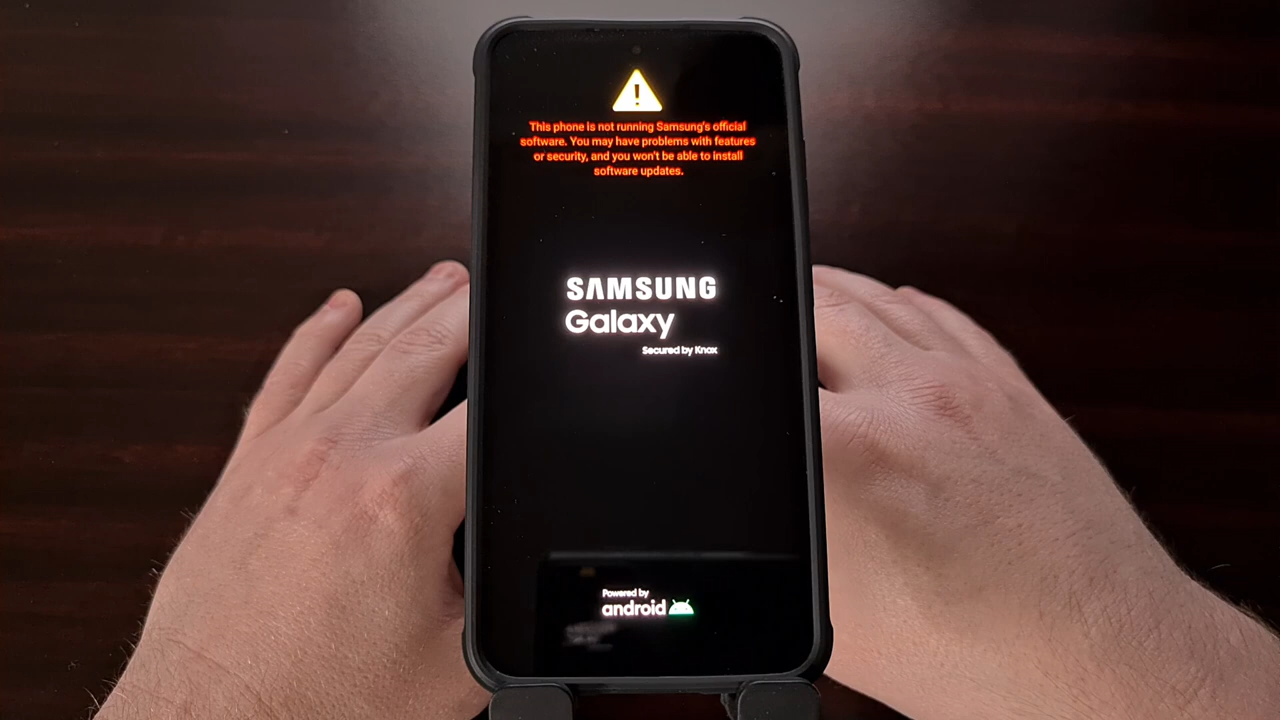 This phone is not running Samsung's official
software. You may have problems with features
or security, and you won't be able to install
software updates.
SAMSUNG
Galaxy
Secured by Knox
Powered by
android